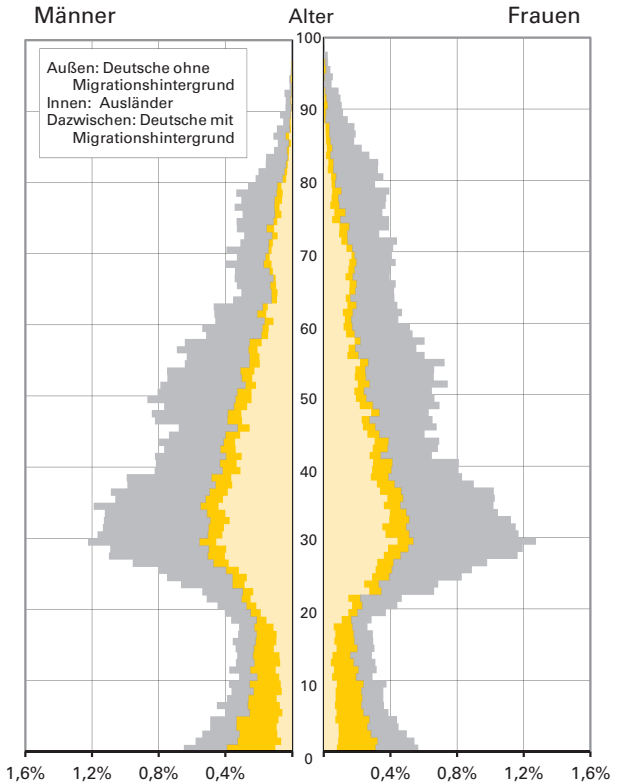 Männer Alter Frauen
Außen: Deutsche ohne
Migrationshintergrund
Innen: Ausländer
Dazwischen: Deutsche mit
Migrationshintergrund
100
90
80
70
60
50
40
30
20
10
0
1,6% 1,2% 0,8% 0,4% 0,4% 0,8% 1,2% 1,6%